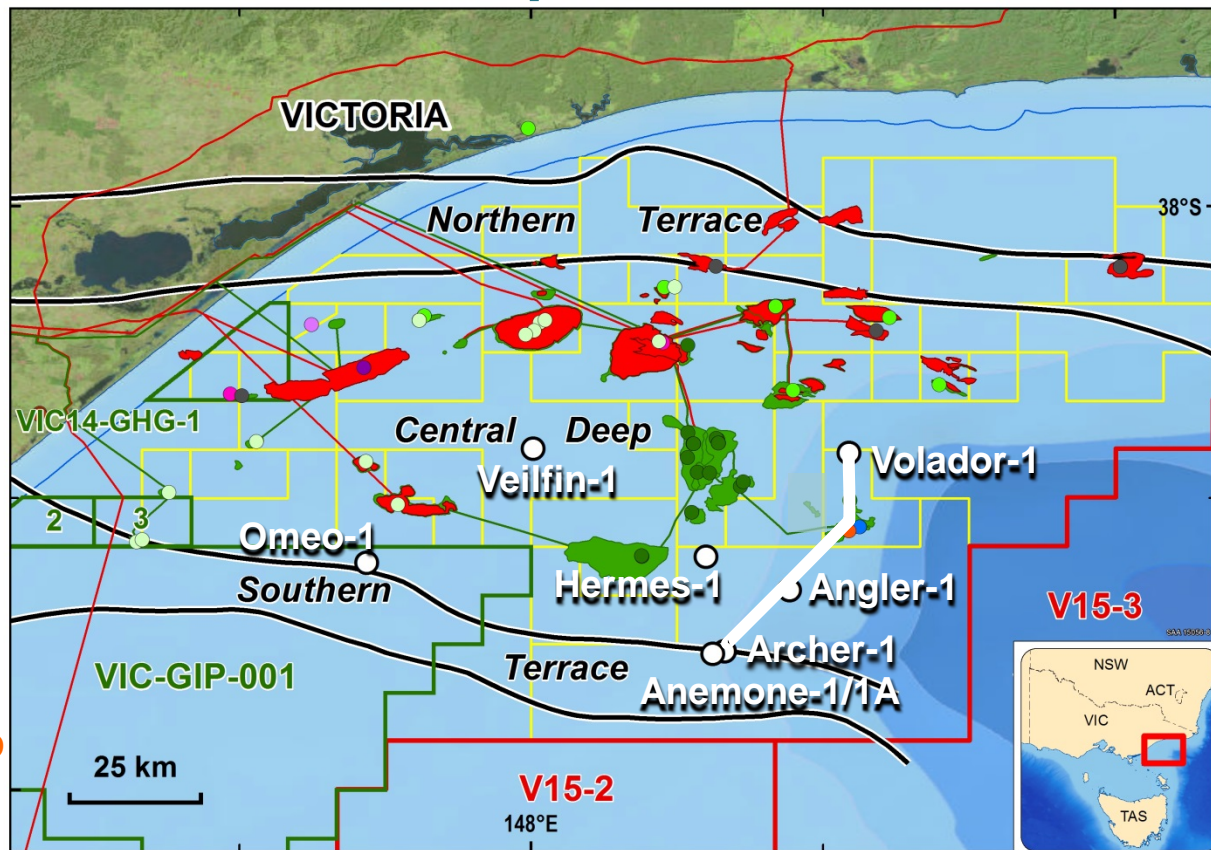 VICTORIA
Northern Terrace
38°S
VIC14-GHG-1
Central Deep
Veilfin-1
Volador-1
2
3
Omeo-1
Southern
Hermes-1
Angler-1
V15-3
Archer-1
Terrace
Anemone-1/1A
VIC-GIP-001
25 km
V15-2
148°E
NSW
ACT
VIC
TAS